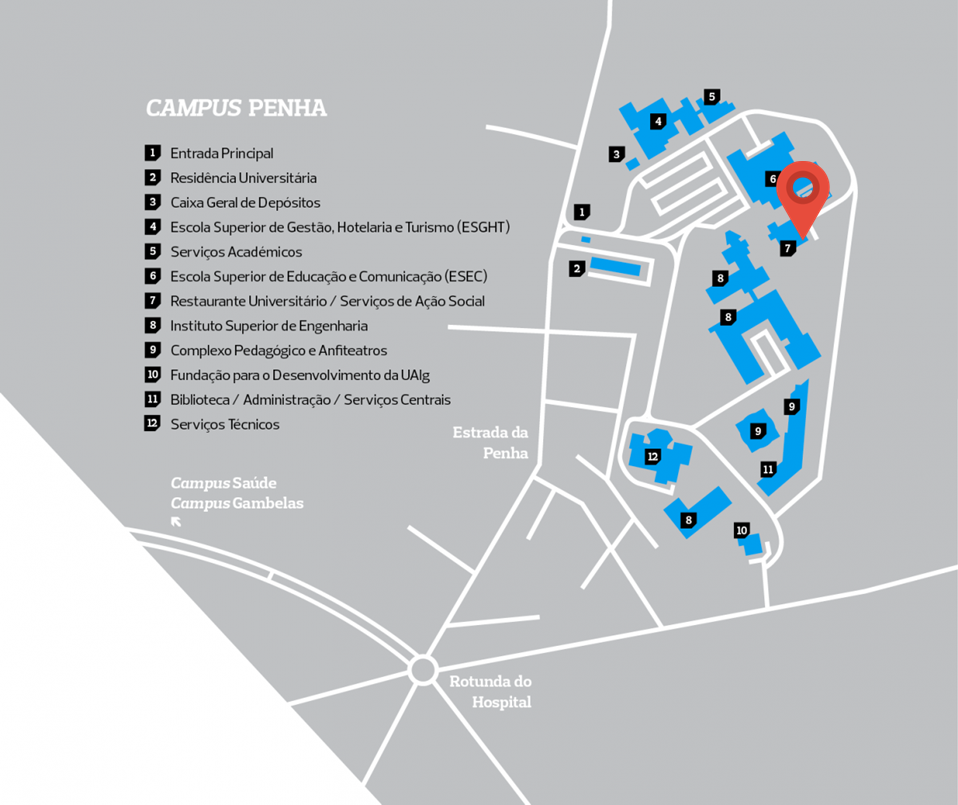 CAMPUS PENHA
1 Entrada Principal
2 Residência Universitária
3 Caixa Geral de Depósitos
4 Escola Superior de Gestão, Hotelaria e Turismo (ESGHT)
5 Serviços Académicos
6 Escola Superior de Educação e Comunicação (ESEC)
7 Restaurante Universitário / Serviços de Ação Social
8 Instituto Superior de Engenharia
9 Complexo Pedagógico e Anfiteatros
10 Fundação para o Desenvolvimento da UAlg
11 Biblioteca / Administração / Serviços Centrais
12 Serviços Técnicos
Campus Saúde
Campus Gambelas
5
4
3
6
1
7
2
8
8
9
9
Estrada da
Penha
12
11
8
10
Rotunda do
Hospital